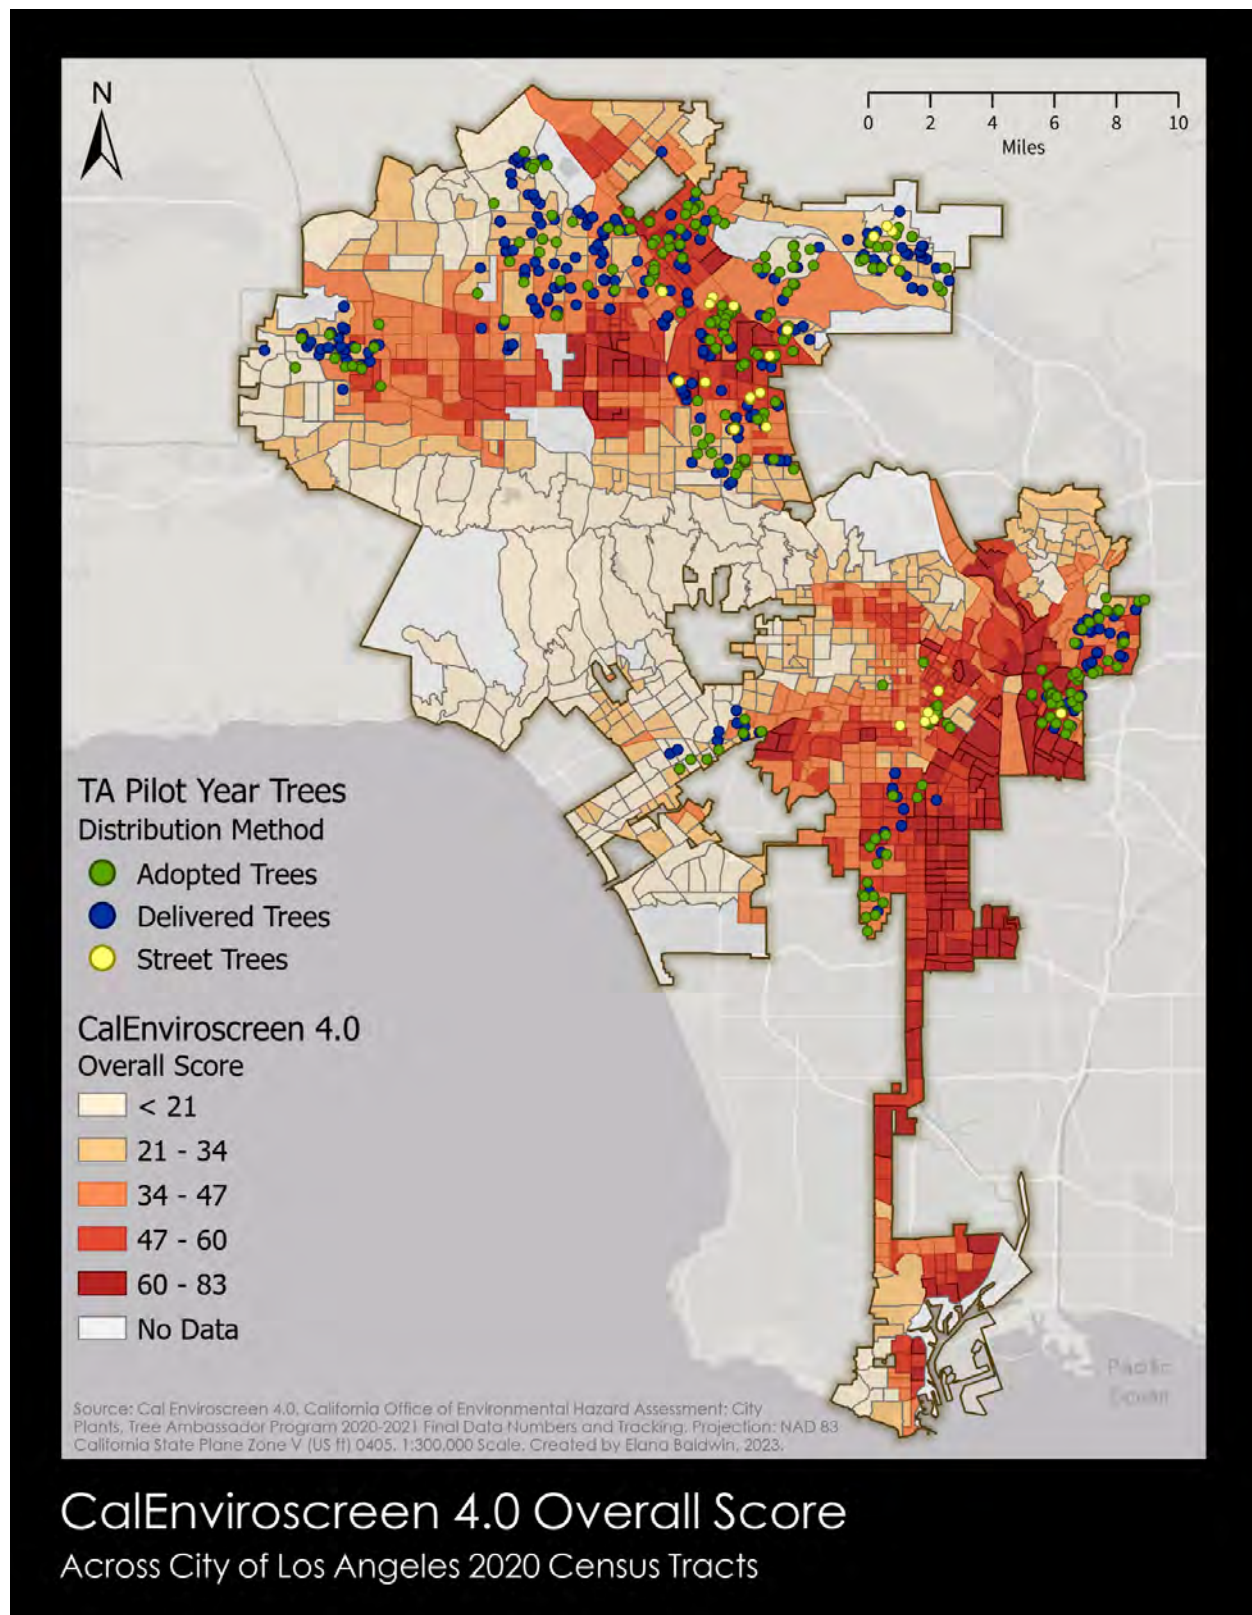 N
0 2 4 6 8 10
Miles
TA Pilot Year Trees
Distribution Method
Adopted Trees
Delivered Trees
Street Trees
CalEnviroscreen 4.0
Overall Score
< 21
21 - 34
34 - 47
47 - 60
60 - 83
No Data
Pacific
Ocean
Source: Cal Enviroscreen 4.0, California Office of Environmental Hazard Assessment; City
Plants, Tree Ambassador Program 2020-2021 Final Data Numbers and Tracking. Projection: NAD 83
California State Plane Zone V (US ft) 0405. 1:300,000 Scale. Created by Elana Baldwin, 2023.
CalEnviroscreen 4.0 Overall Score
Across City of Los Angeles 2020 Census Tracts